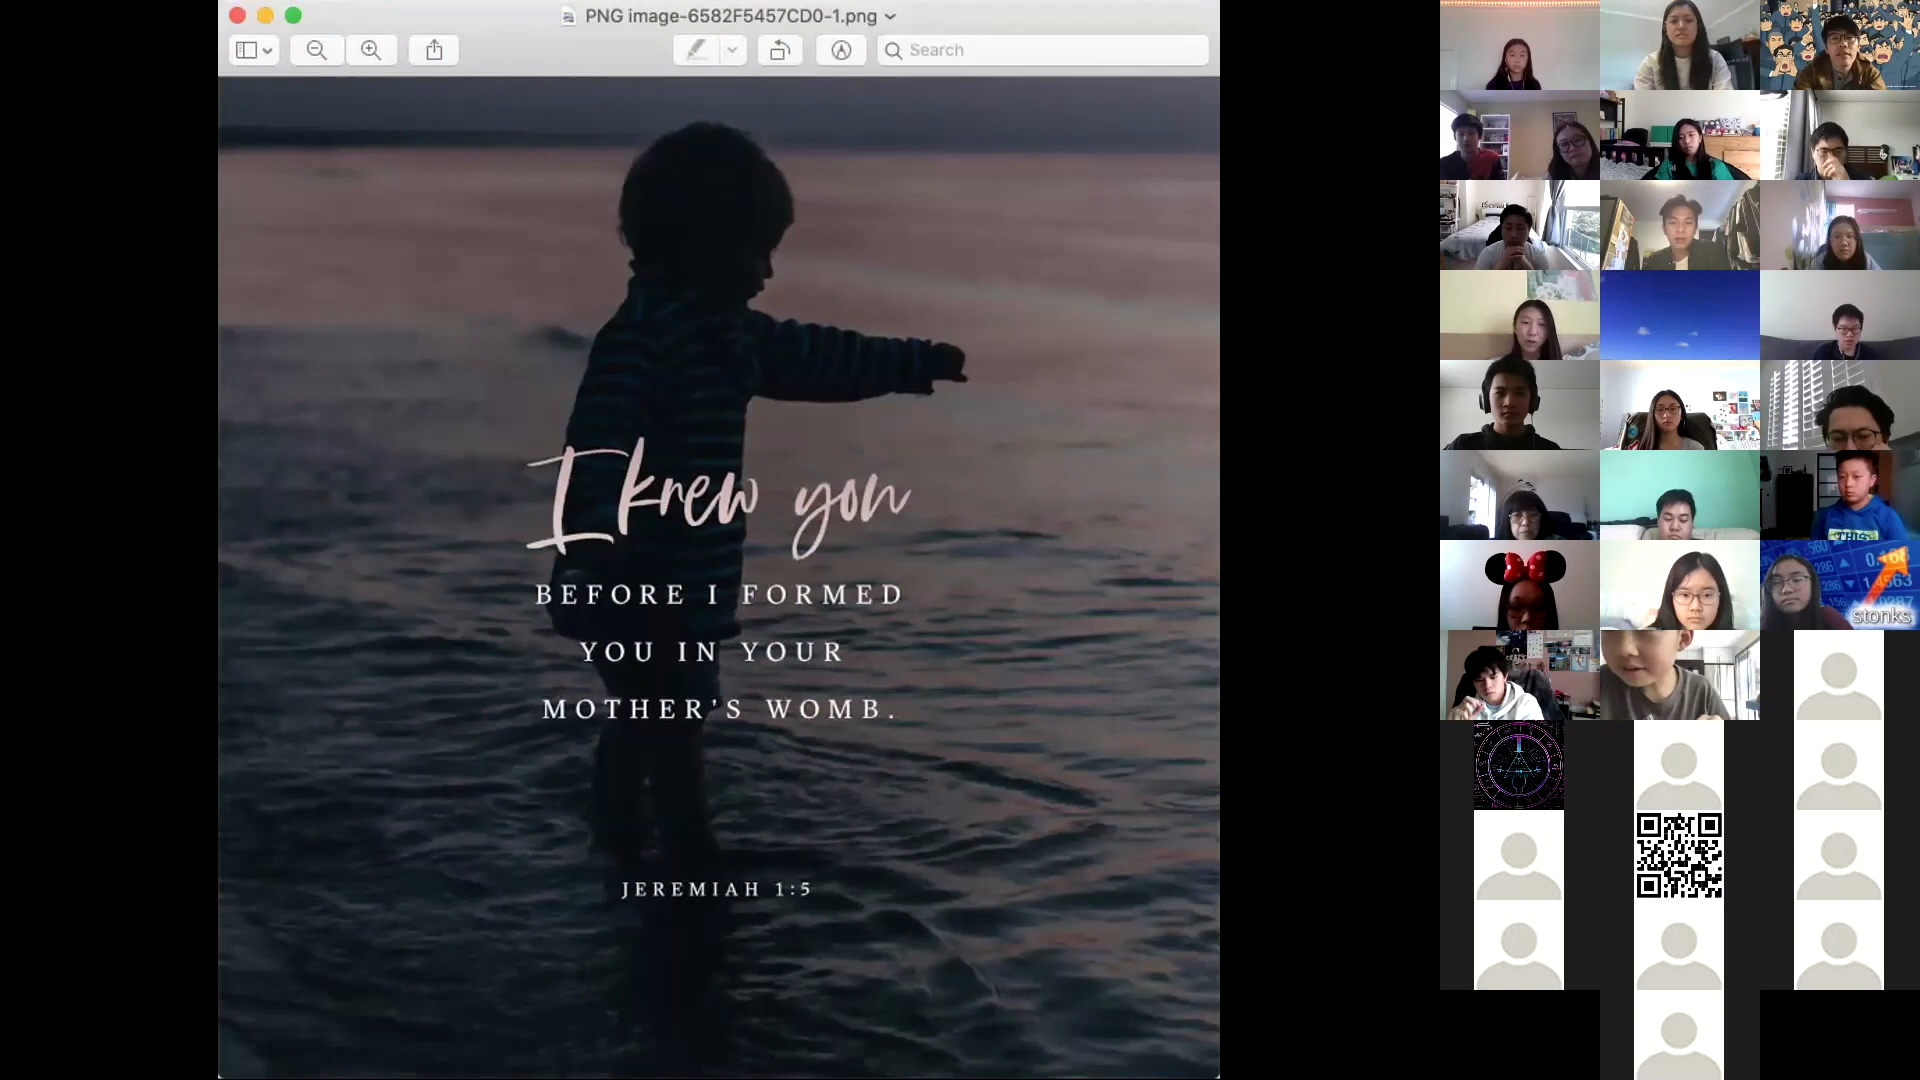 PNG image-6582F5457CD0-1.png
Search
I knew you
BEFORE I FORMED
YOU IN YOUR
MOTHER'S WOMB.
JEREMIAH 1:5
THIS
stonks